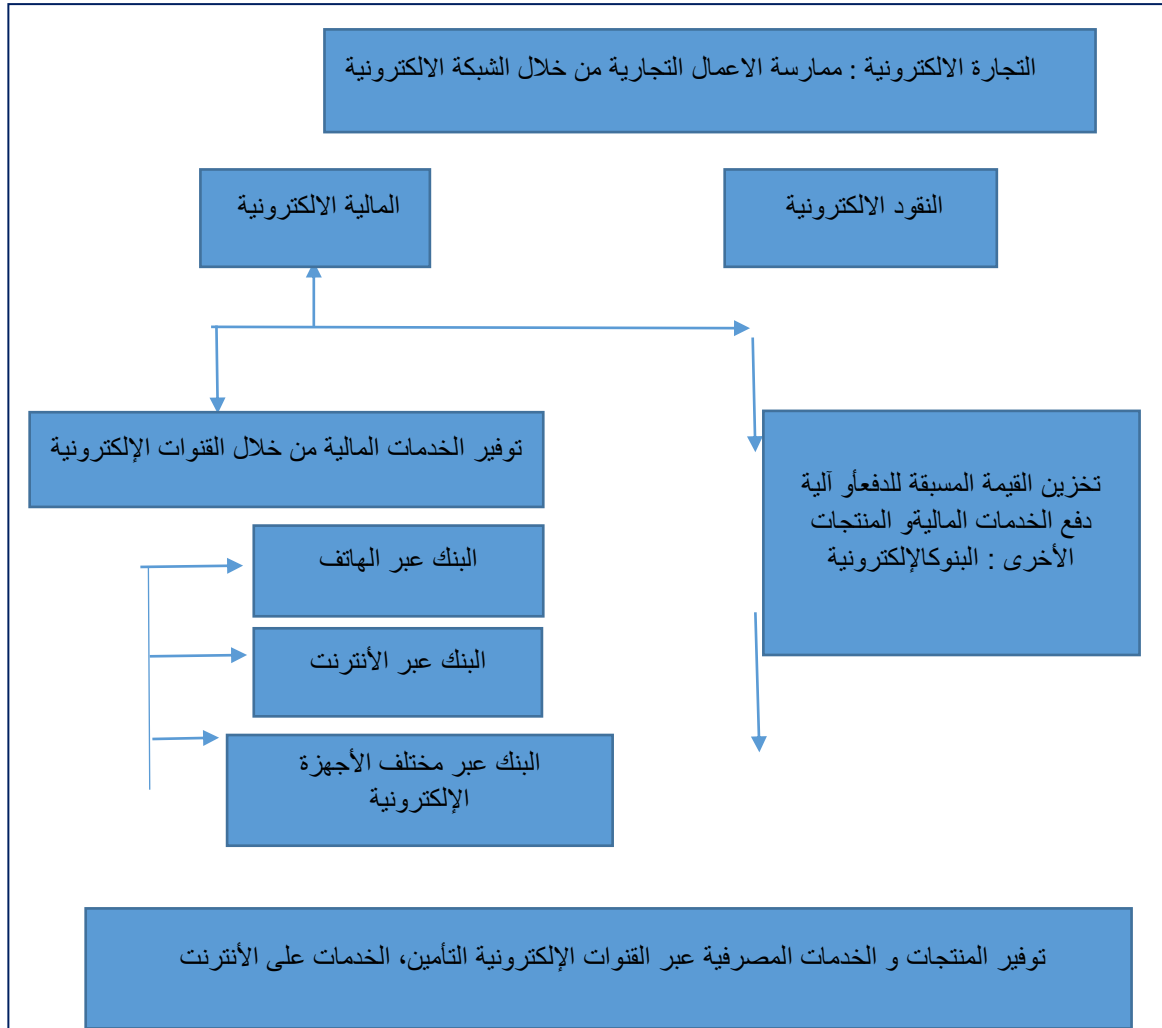 التجارة الالكترونية : ممارسة الاعمال التجارية من خلال الشبكة الالكترونية
النقود الالكترونية
المالية الالكترونية
تخزين القيمة المسبقة للدفعأو آلية
دفع الخدمات الماليةو المنتجات
الأخرى : البنوكالإلكترونية
توفير الخدمات المالية من خلال القنوات الإلكترونية
البنك عبر الهاتف
البنك عبر الأنترنت
البنك عبر مختلف الأجهزة
الإلكترونية
توفير المنتجات و الخدمات المصرفية عبر القنوات الإلكترونية التأمين، الخدمات على الأنترنت